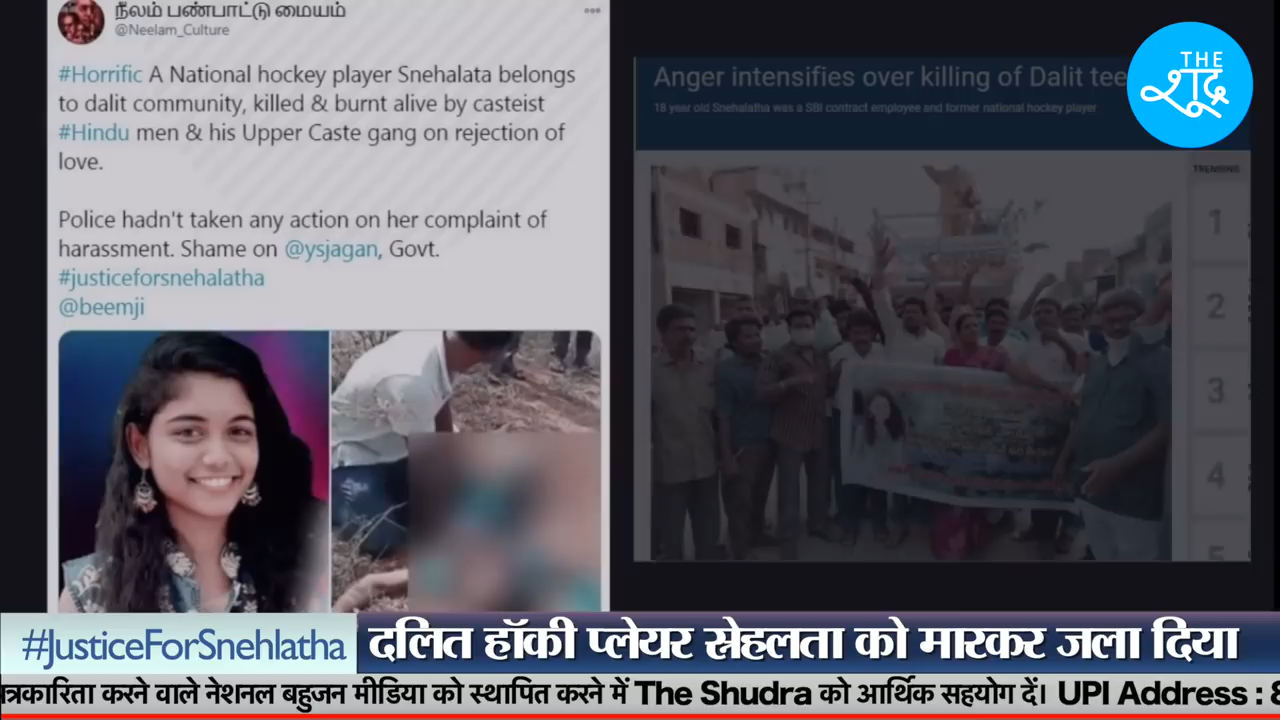 நீலம் பண்பாட்டு மையம்
@Neelam_Culture
#Horrific A National hockey player Snehalata belongs
to dalit community, killed & burnt alive by casteist
#Hindu men & his Upper Caste gang on rejection of
love.
Police hadn't taken any action on her complaint of
harassment. Shame on @ysjagan, Govt.
#justiceforsnehalatha
@beemji
Anger intensifies over killing of Dalit tee
18 year old Snehalatha was a SBI contract employee and former national hockey player
TRENDING
1
2
3
4
5
THE
शूद्र
#JusticeForSnehlatha
दलित हॉकी प्लेयर स्नेहलता को मारकर जला दिया
त्रकारिता करने वाले नेशनल बहुजन मीडिया को स्थापित करने में The Shudra को आर्थिक सहयोग दें। UPI Address : 8